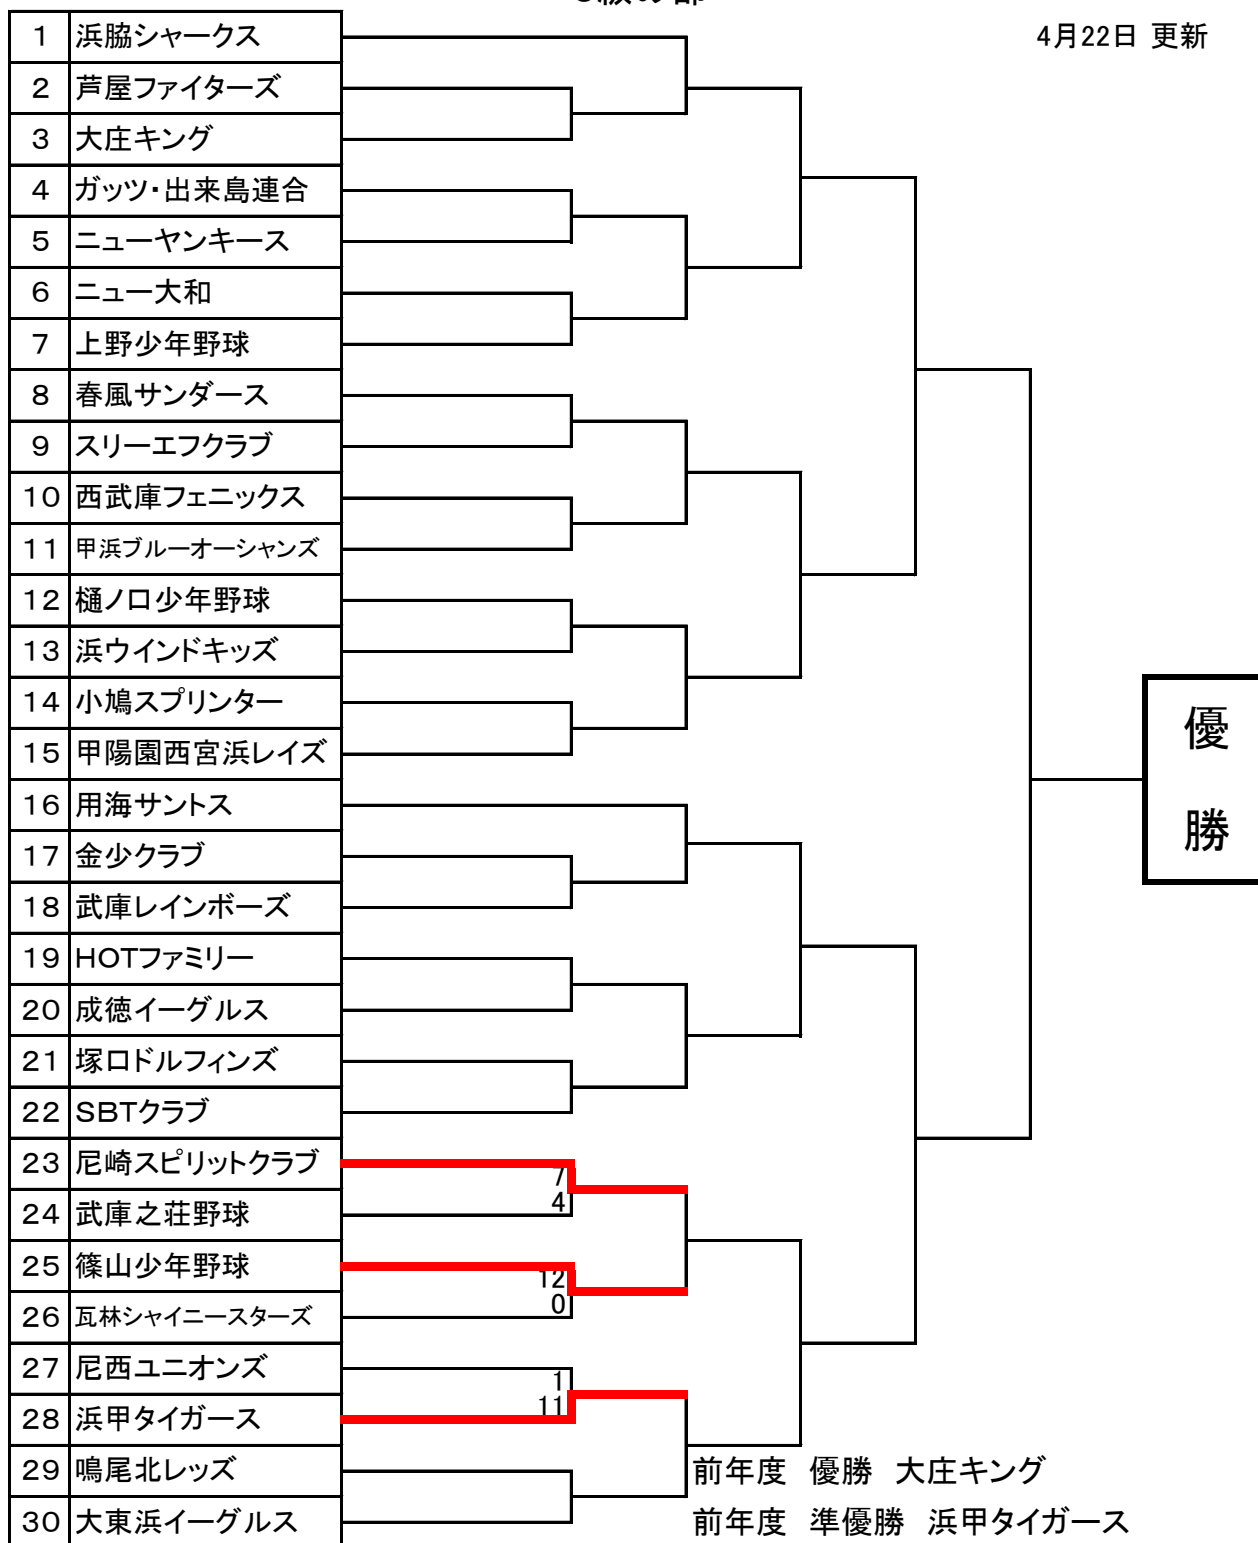 4月22日 更新
1 浜脇シャークス
2 芦屋ファイターズ
3 大庄キング
4 ガッツ・出来島連合
5 ニューヤンキース
6 ニュー大和
7 上野少年野球
8 春風サンダース
9 スリーエフクラブ
10 西武庫フェニックス
11 甲浜ブルーオーシャンズ
12 樋ノ口少年野球
13 浜ウインドキッズ
14 小鳩スプリンター
15 甲陽園西宮浜レイズ
16 用海サントス
17 金少クラブ
18 武庫レインボーズ
19 HOTファミリー
20 成徳イーグルス
21 塚口ドルフィンズ
22 SBTクラブ
23 尼崎スピリットクラブ
7
24 武庫之荘野球
4
25 篠山少年野球
12
26 瓦林シャイニースターズ
0
27 尼西ユニオンズ
1
28 浜甲タイガース
11
29 鳴尾北レッズ
30 大東浜イーグルス
優
勝
前年度 優勝 大庄キング
前年度 準優勝 浜甲タイガース